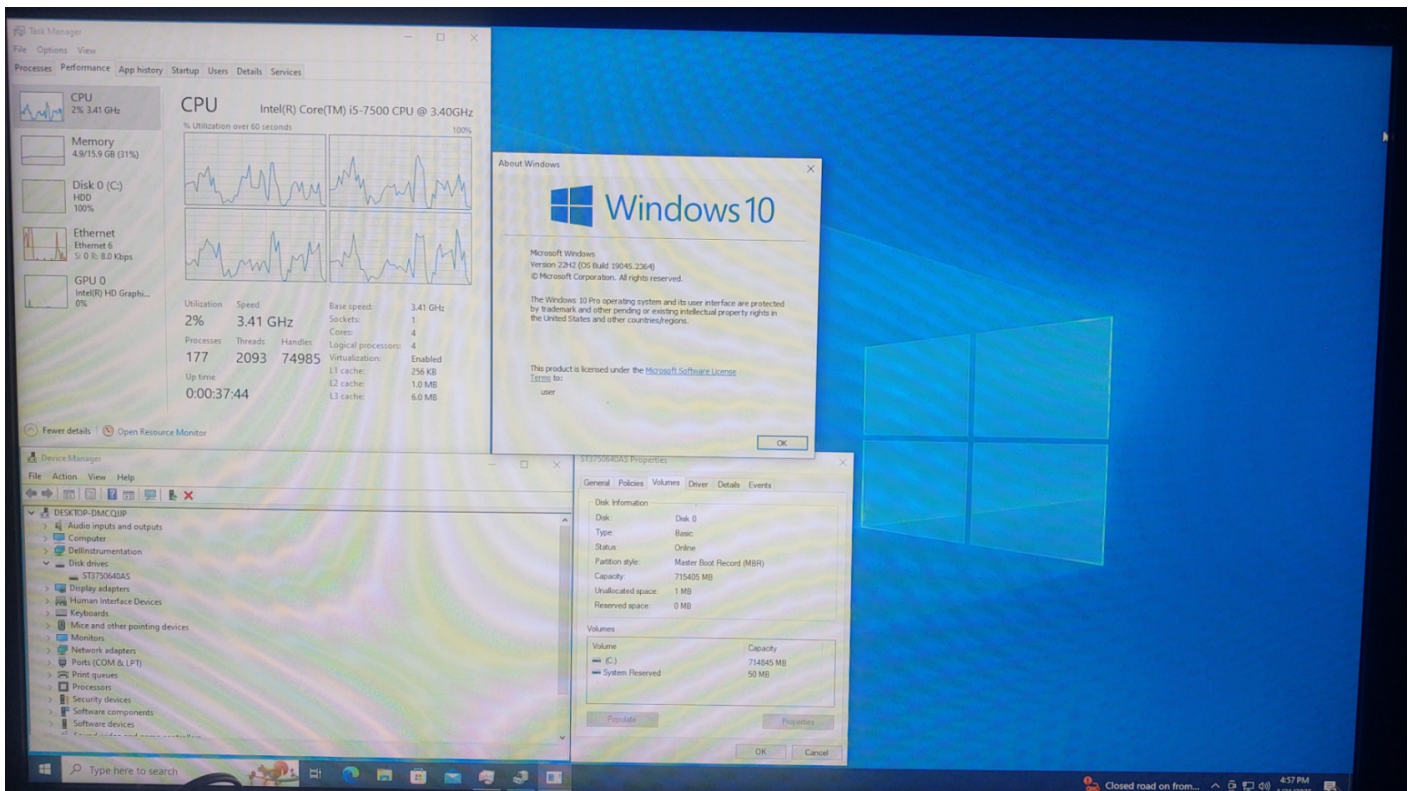 Task Manager
File Options View
Processes Performance App history Startup Users Details Services
CPU
2% 3.41 GHz
Memory
4.9/15.9 GB (31%)
Disk 0 (C:)
HDD
100%
Ethernet
Ethernet 6
S: 0 R: 8.0 Kbps
GPU 0
Intel(R) HD Graphi...
0%
CPU Intel(R) Core(TM) i5-7500 CPU @ 3.40GHz
% Utilization over 60 seconds 100%
Utilization Speed
2% 3.41 GHz
Processes Threads Handles
177 2093 74985
Up time
0:00:37:44
Base speed: 3.41 GHz
Sockets: 1
Cores: 4
Logical processors: 4
Virtualization: Enabled
L1 cache: 256 KB
L2 cache: 1.0 MB
L3 cache: 6.0 MB
Fewer details Open Resource Monitor
About Windows
Windows 10
Microsoft Windows
Version 22H2 (OS Build 19045.2364)
© Microsoft Corporation. All rights reserved.
The Windows 10 Pro operating system and its user interface are protected
by trademark and other pending or existing intellectual property rights in
the United States and other countries/regions.
This product is licensed under the Microsoft Software License
Terms to:
user
OK
Device Manager
File Action View Help
DESKTOP-DMCQIJP
Audio inputs and outputs
Computer
DellInstrumentation
Disk drives
ST3750640AS
Display adapters
Human Interface Devices
Keyboards
Mice and other pointing devices
Monitors
Network adapters
Ports (COM & LPT)
Print queues
Processors
Security devices
Software components
Software devices
ST3750640AS Properties
General Policies Volumes Driver Details Events
Disk Information
Disk: Disk 0
Type: Basic
Status: Online
Partition style: Master Boot Record (MBR)
Capacity: 715405 MB
Unallocated space: 1 MB
Reserved space: 0 MB
Volumes
Volume Capacity
(C:) 714845 MB
System Reserved 50 MB
Populate Properties
OK Cancel
Type here to search
Closed road on from...
4:57 PM